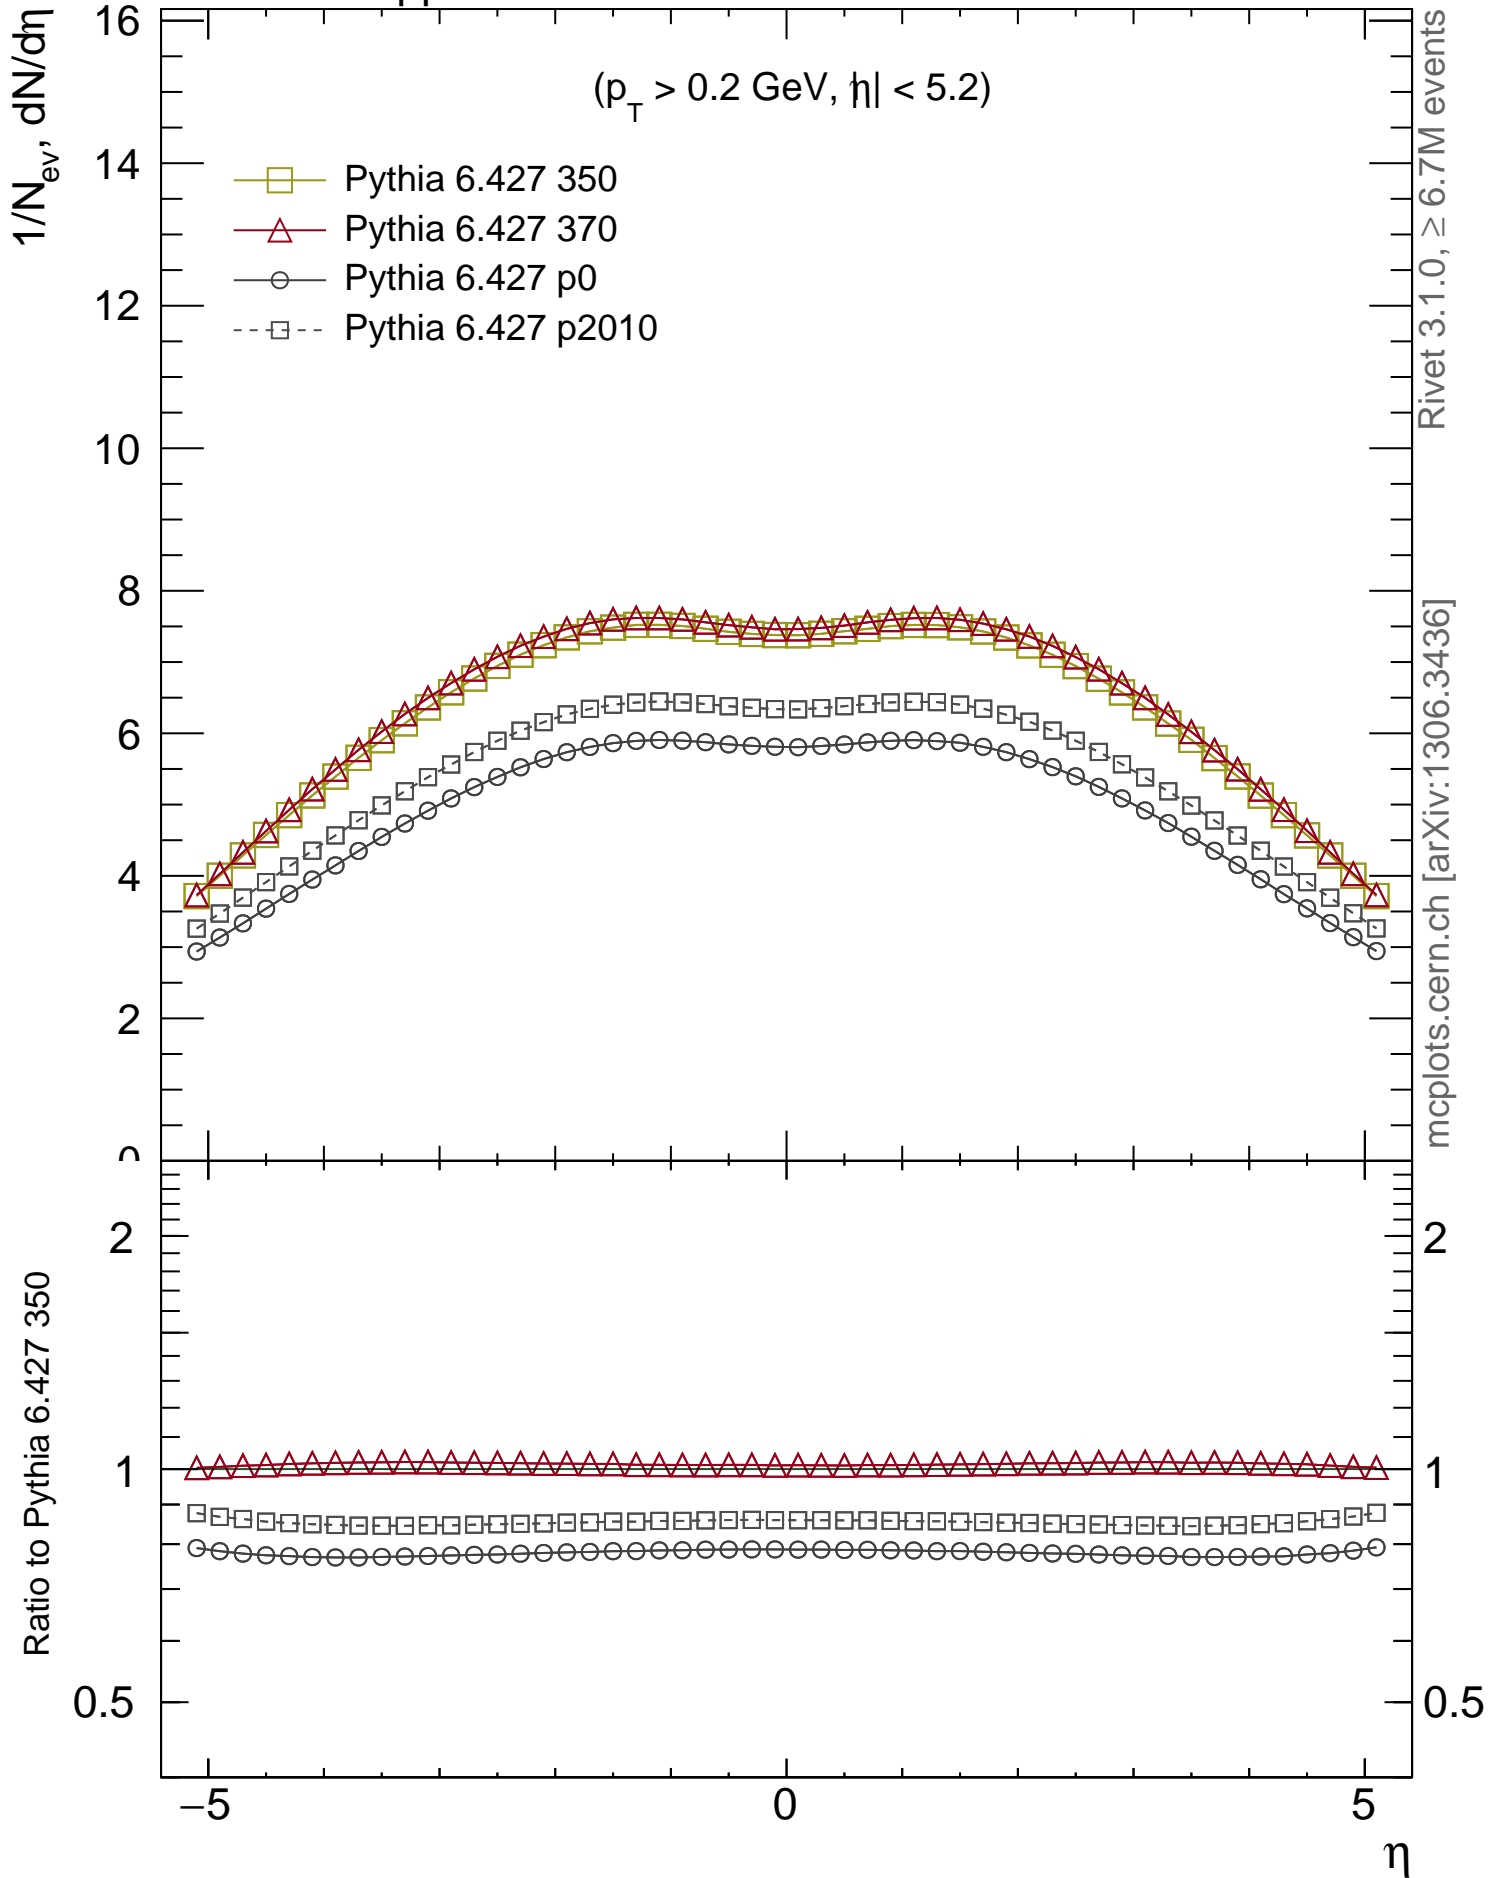 1/N_ev, dN/dη
(p_T > 0.2 GeV, |η| < 5.2)
Pythia 6.427 350
Pythia 6.427 370
Pythia 6.427 p0
Pythia 6.427 p2010
16
14
12
10
8
6
4
2
0
Rivet 3.1.0, ≥ 6.7M events
mcplots.cern.ch [arXiv:1306.3436]
Ratio to Pythia 6.427 350
2
1
0.5
2
1
0.5
−5
0
5
η